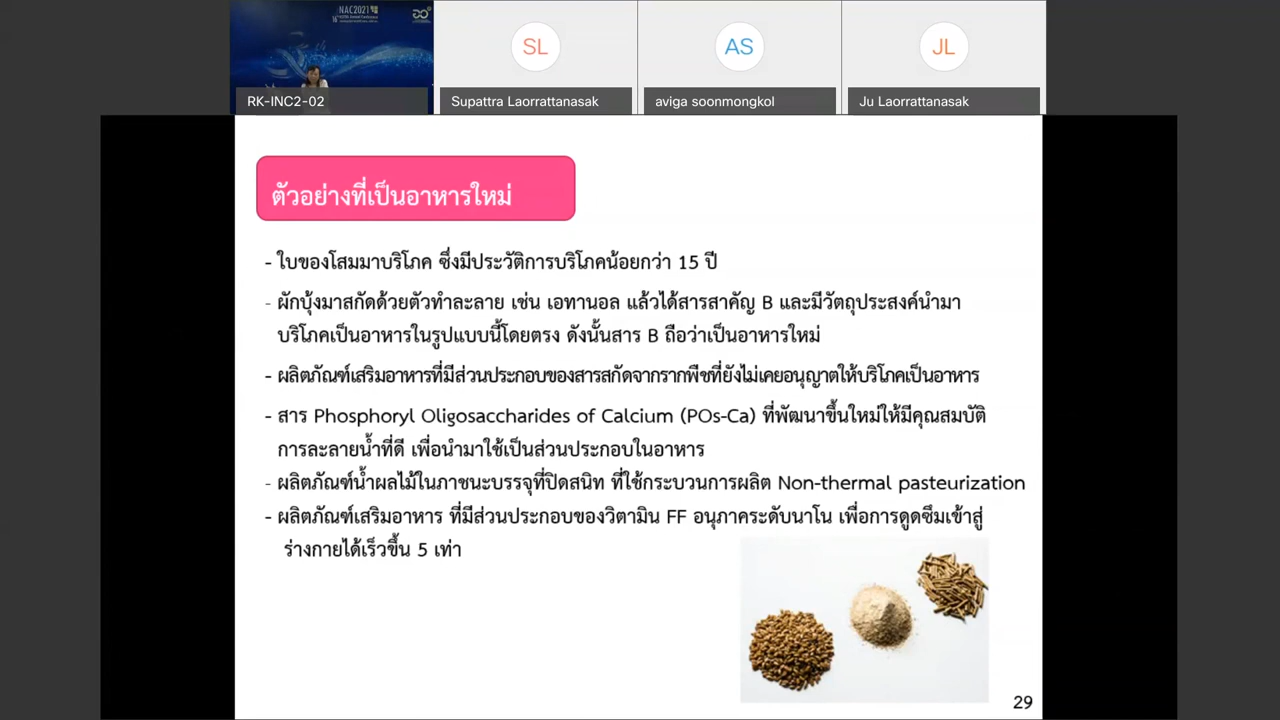 NAC2021
RK-INC2-02
SL
Supattra Laorrattanasak
AS
aviga soonmongkol
JL
Ju Laorrattanasak
ตัวอย่างที่เป็นอาหารใหม่
- ใบของโสมมาบริโภค ซึ่งมีประวัติการบริโภคน้อยกว่า 15 ปี
- ผักบุ้งมาสกัดด้วยตัวทำละลาย เช่น เอทานอล แล้วได้สารสาคัญ B และมีวัตถุประสงค์นำมา
บริโภคเป็นอาหารในรูปแบบนี้โดยตรง ดังนั้นสาร B ถือว่าเป็นอาหารใหม่
- ผลิตภัณฑ์เสริมอาหารที่มีส่วนประกอบของสารสกัดจากรากพืชที่ยังไม่เคยอนุญาตให้บริโภคเป็นอาหาร
- สาร Phosphoryl Oligosaccharides of Calcium (POs-Ca) ที่พัฒนาขึ้นใหม่ให้มีคุณสมบัติ
การละลายน้ำที่ดี เพื่อนำมาใช้เป็นส่วนประกอบในอาหาร
- ผลิตภัณฑ์น้ำผลไม้ในภาชนะบรรจุที่ปิดสนิท ที่ใช้กระบวนการผลิต Non-thermal pasteurization
- ผลิตภัณฑ์เสริมอาหาร ที่มีส่วนประกอบของวิตามิน FF อนุภาคระดับนาโน เพื่อการดูดซึมเข้าสู่
ร่างกายได้เร็วขึ้น 5 เท่า
29